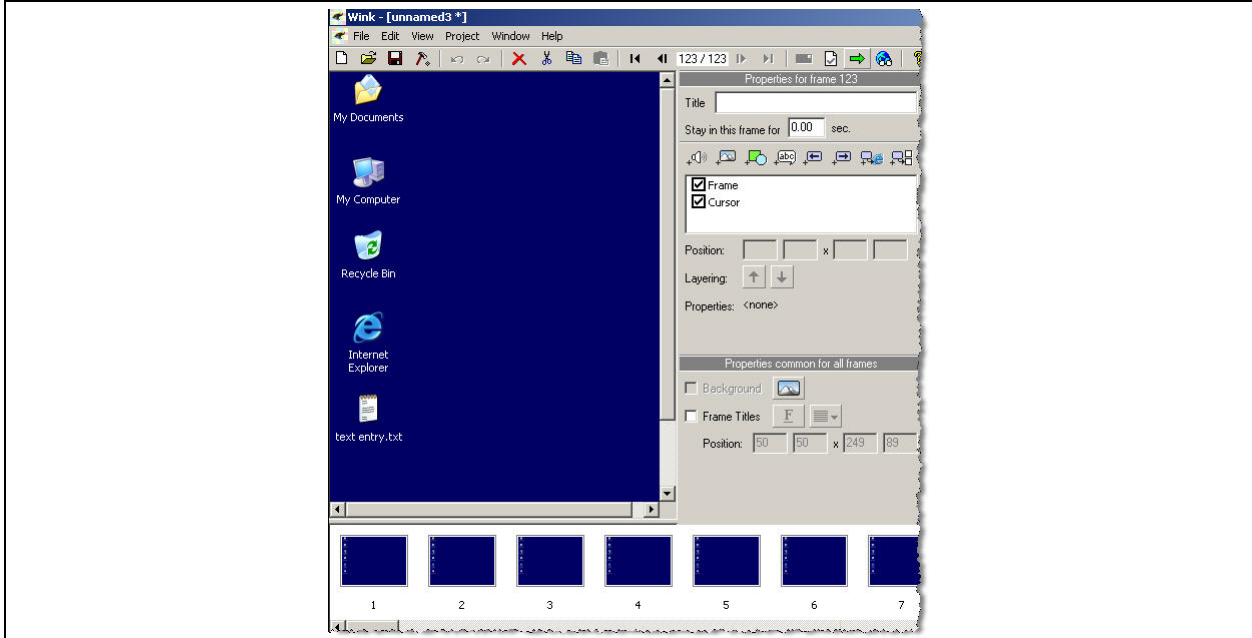 Wink - [unnamed3 *]
File Edit View Project Window Help
123 / 123
My Documents
My Computer
Recycle Bin
Internet
Explorer
text entry.txt
Properties for frame 123
Title
Stay in this frame for 0.00 sec.
abc
Frame
Cursor
Position: x
Layering:
Properties: <none>
Properties common for all frames
Background
Frame Titles F
Position: 50 50 x 249 89
1 2 3 4 5 6 7